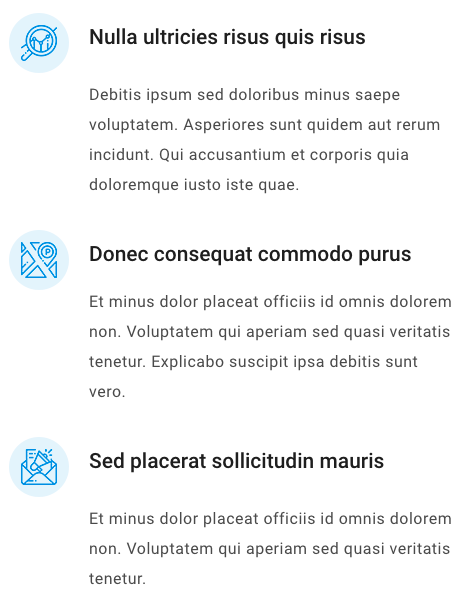 Nulla ultricies risus quis risus
Debitis ipsum sed doloribus minus saepe
voluptatem. Asperiores sunt quidem aut rerum
incidunt. Qui accusantium et corporis quia
doloremque iusto iste quae.
Donec consequat commodo purus
Et minus dolor placeat officiis id omnis dolorem
non. Voluptatem qui aperiam sed quasi veritatis
tenetur. Explicabo suscipit ipsa debitis sunt
vero.
Sed placerat sollicitudin mauris
Et minus dolor placeat officiis id omnis dolorem
non. Voluptatem qui aperiam sed quasi veritatis
tenetur.